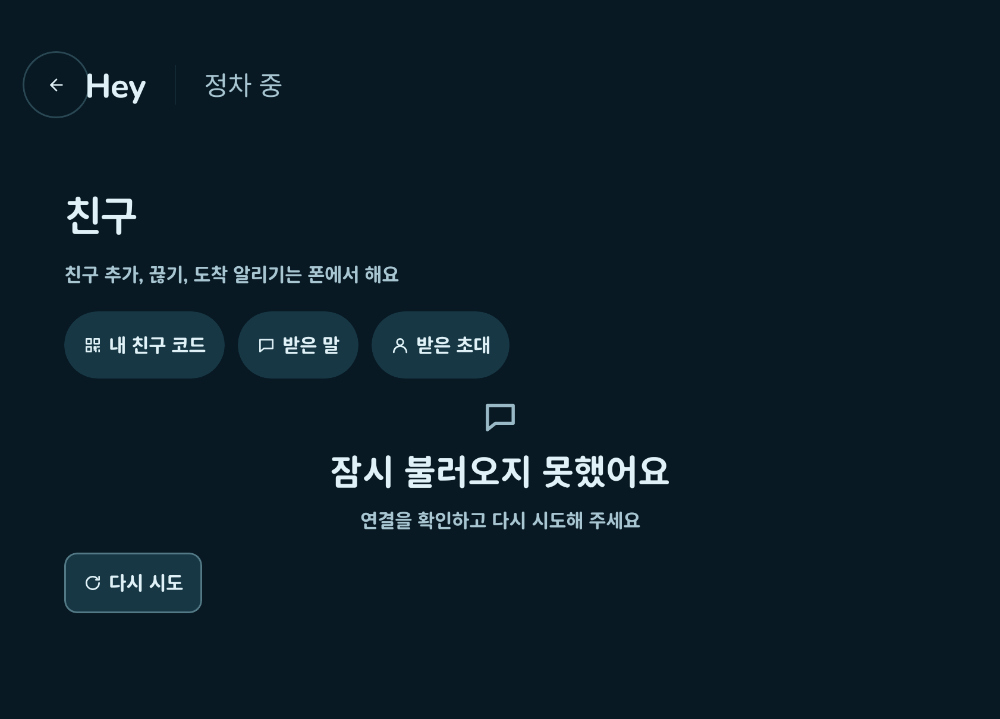 Hey 정차 중
친구
친구 추가, 끊기, 도착 알리기는 폰에서 해요
내 친구 코드 받은 말 받은 초대
잠시 불러오지 못했어요
연결을 확인하고 다시 시도해 주세요
다시 시도